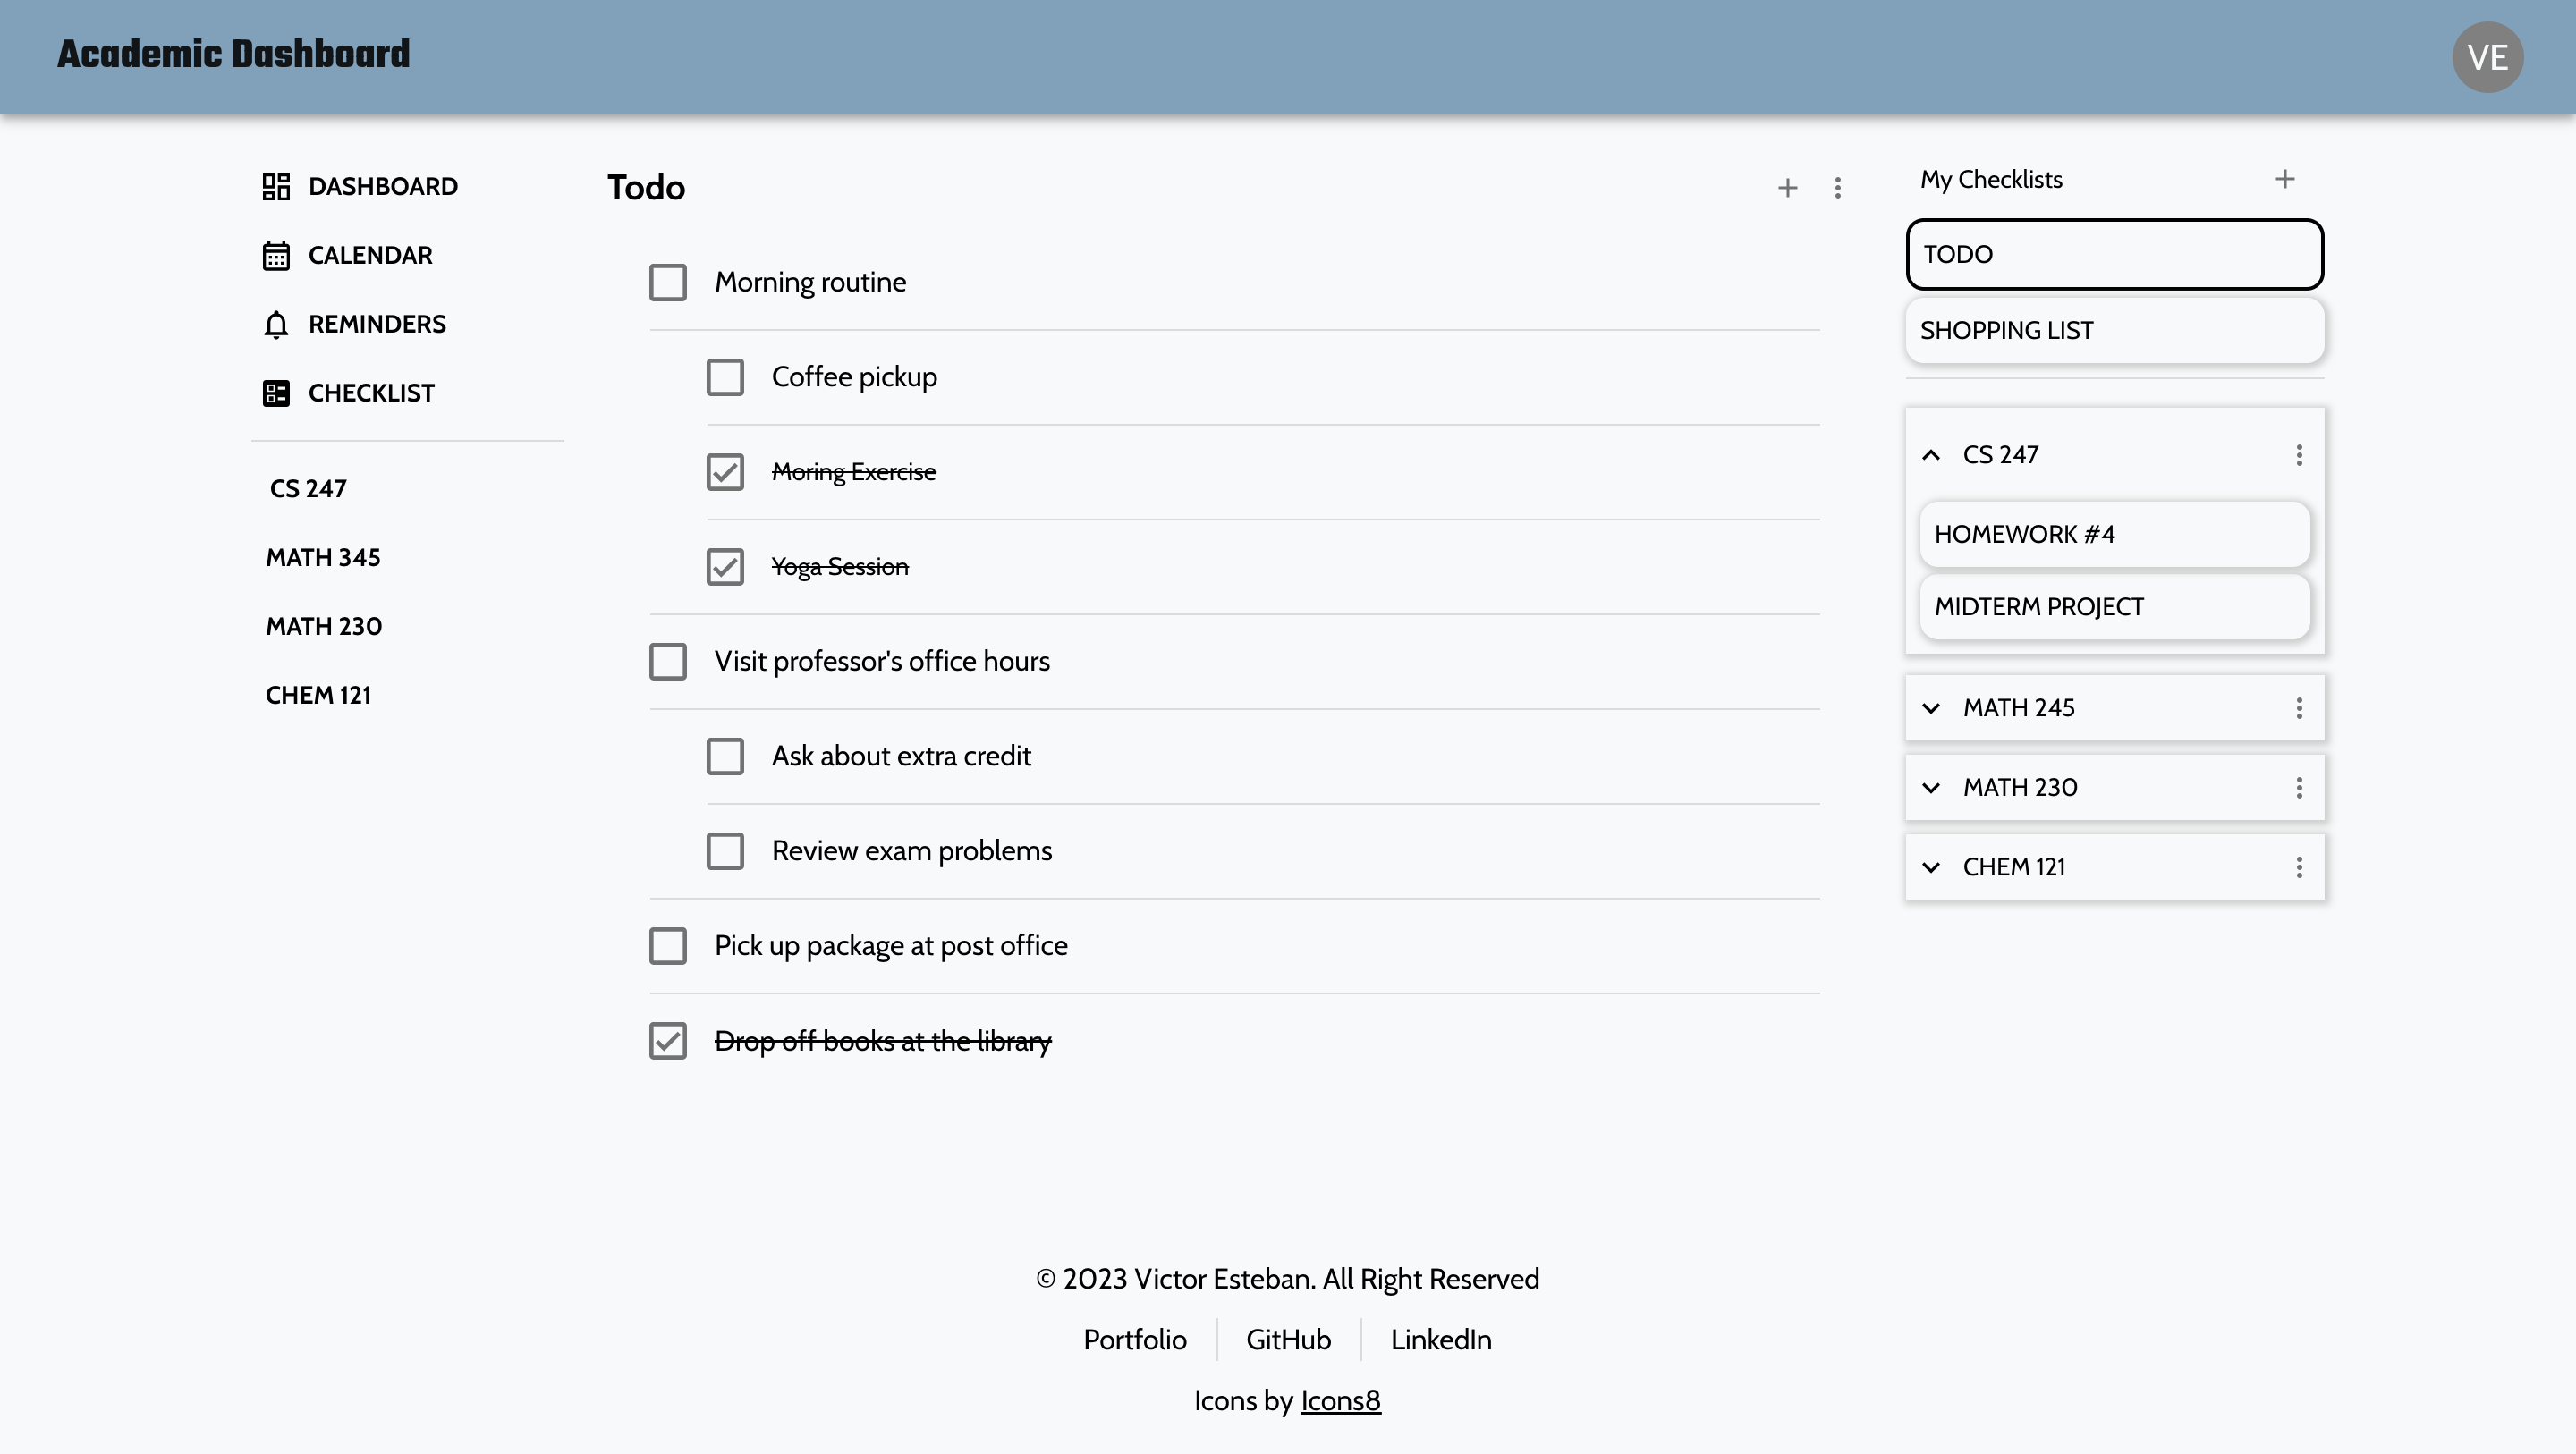 Academic Dashboard
VE
DASHBOARD
CALENDAR
REMINDERS
CHECKLIST
CS 247
MATH 345
MATH 230
CHEM 121
Todo
Morning routine
Coffee pickup
Moring Exercise
Yoga Session
Visit professor's office hours
Ask about extra credit
Review exam problems
Pick up package at post office
Drop off books at the library
My Checklists
TODO
SHOPPING LIST
CS 247
HOMEWORK #4
MIDTERM PROJECT
MATH 245
MATH 230
CHEM 121
© 2023 Victor Esteban. All Right Reserved
Portfolio GitHub LinkedIn
Icons by Icons8